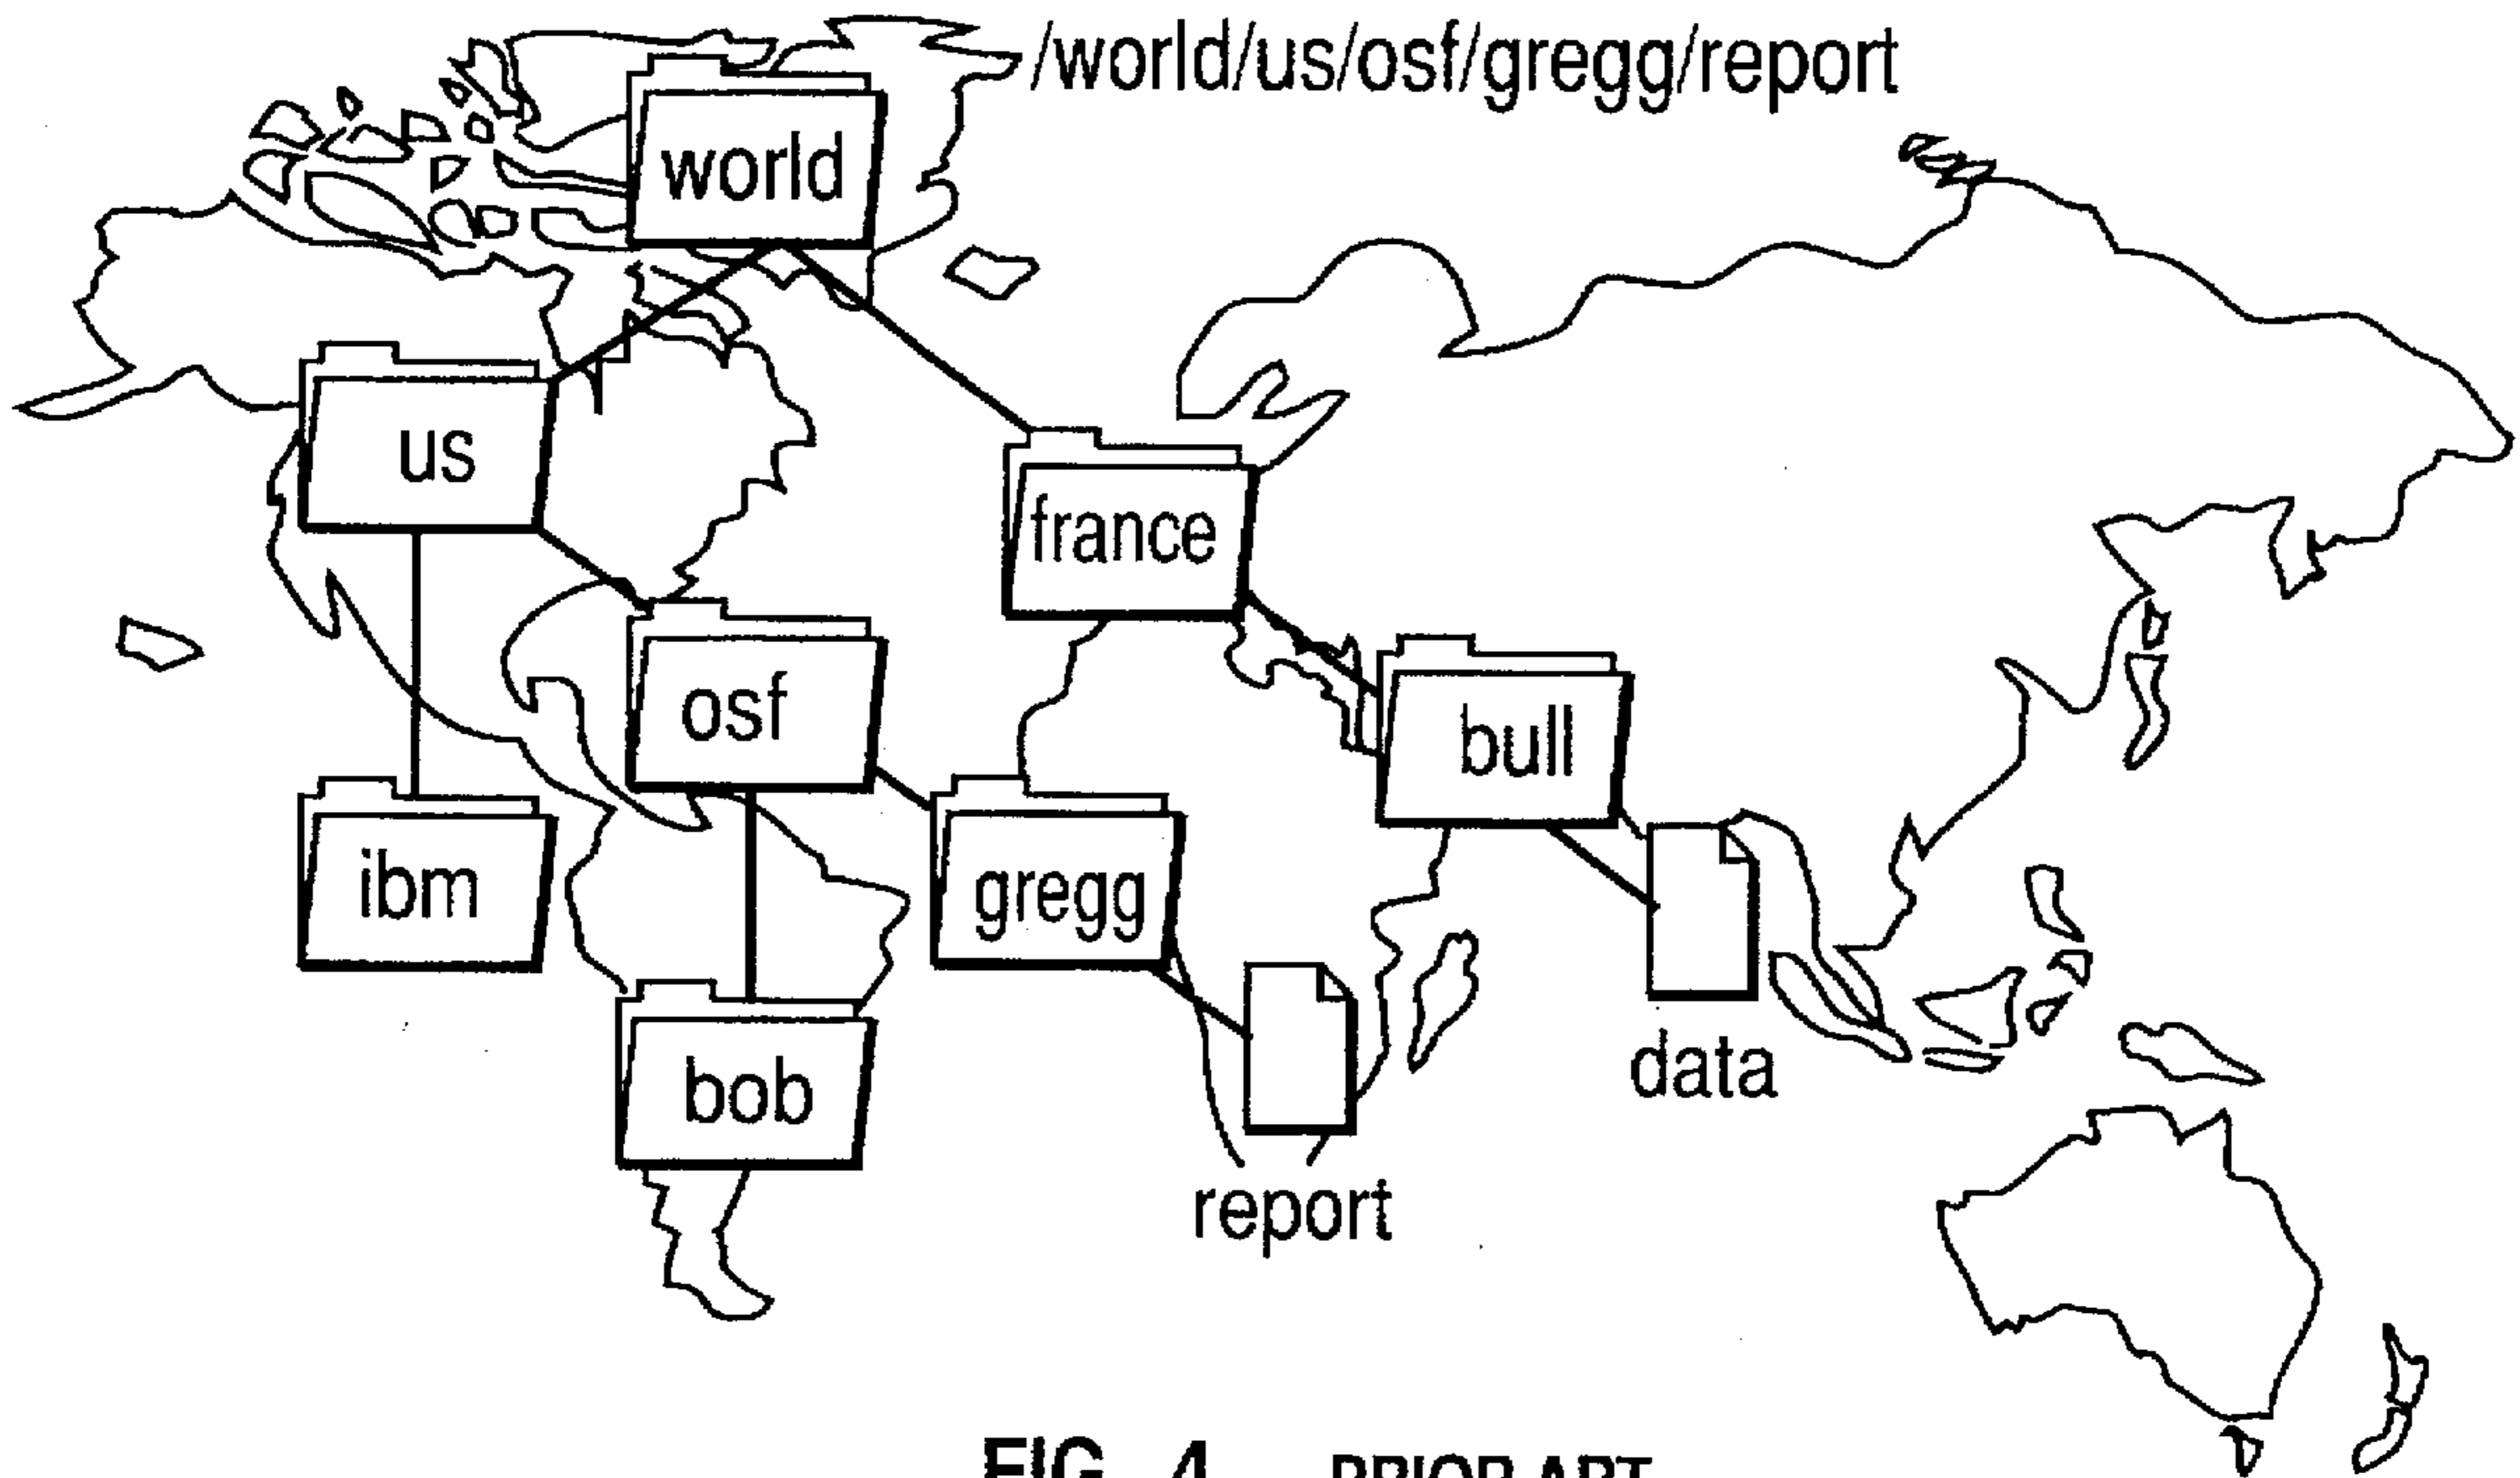 /world/us/osf/gregg/report
world
us
france
osf
bull
ibm
gregg
data
bob
report
FIG. 4 PRIOR ART